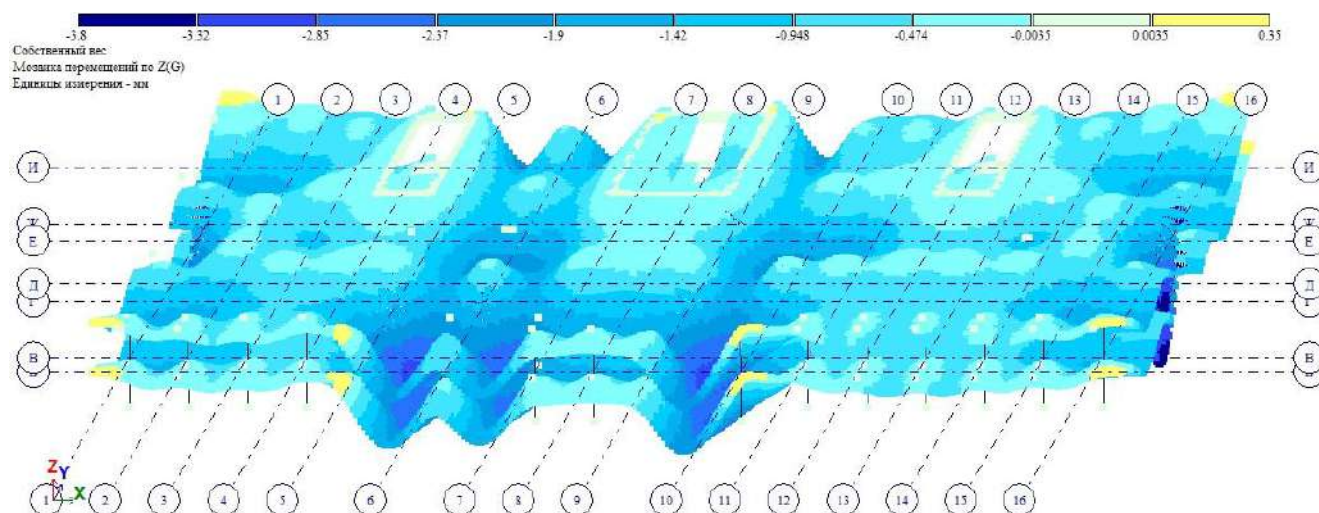 -3.8 -3.32 -2.85 -2.37 -1.9 -1.42 -0.948 -0.474 -0.0035 0.0035 0.35
Собственный вес
Мозаика перемещений по Z(G)
Единицы измерения - мм
1 2 3 4 5 6 7 8 9 10 11 12 13 14 15 16
И И
Ж Ж
Е Е
Д Д
В В
Z Y X
1 2 3 4 5 6 7 8 9 10 11 12 13 14 15 16